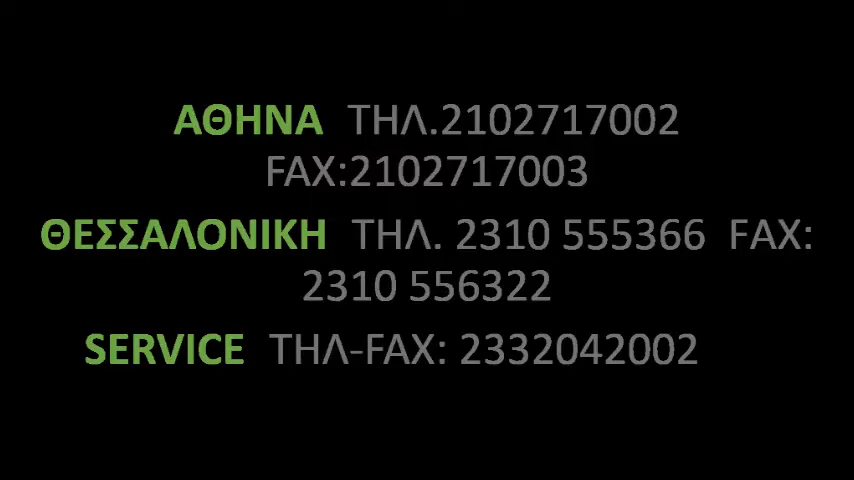 ΑΘΗΝΑ ΤΗΛ.2102717002
FAX:2102717003
ΘΕΣΣΑΛΟΝΙΚΗ ΤΗΛ. 2310 555366 FAX:
2310 556322
SERVICE ΤΗΛ-FAX: 2332042002